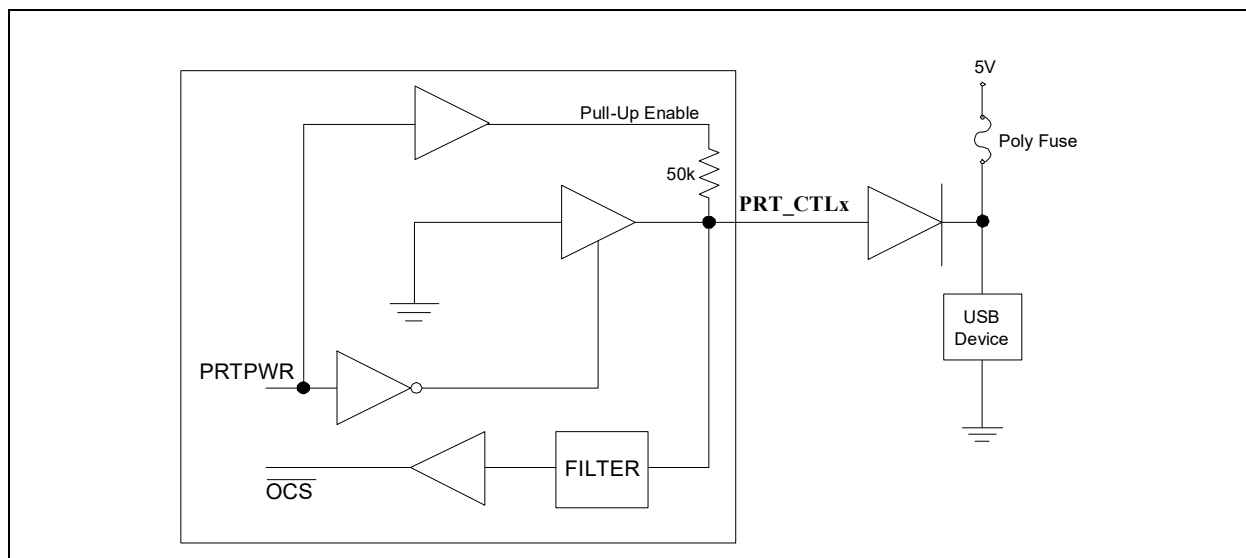 5V
Pull-Up Enable
Poly Fuse
50k
PRT_CTLx
USB
Device
PRTPWR
FILTER
OCS